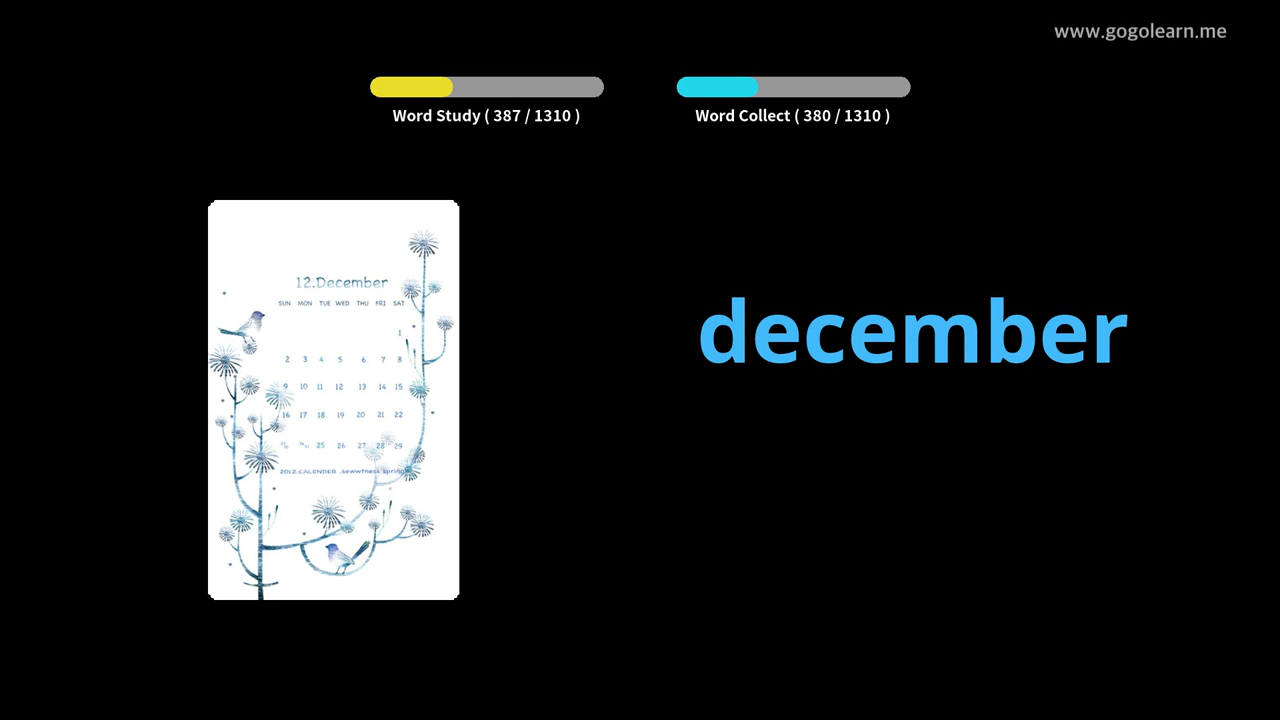 www.gogolearn.me
Word Study ( 387 / 1310 )
Word Collect ( 380 / 1310 )
12.December
SUN MON TUE WED THU FRI SAT
1
2 3 4 5 6 7 8
9 10 11 12 13 14 15
16 17 18 19 20 21 22
25 26 27 28 29
2012.CALENDER
december